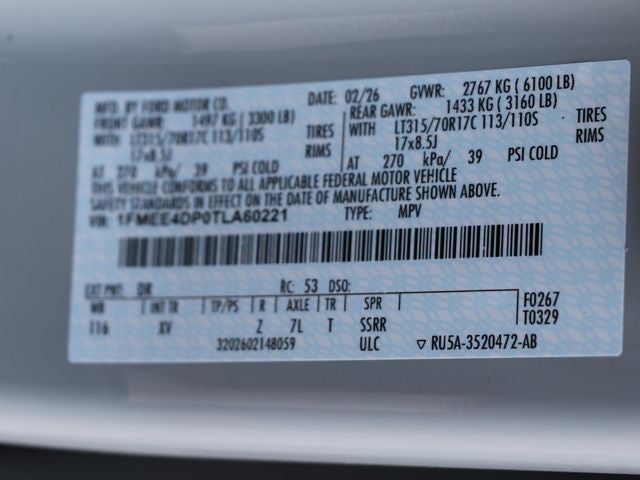 MFD. BY FORD MOTOR CO. DATE: 02/26 GVWR: 2767 KG ( 6100 LB)
FRONT GAWR: 1497 KG ( 3300 LB) REAR GAWR: 1433 KG ( 3160 LB)
WITH LT315/70R17C 113/110S TIRES WITH LT315/70R17C 113/110S TIRES
17x8.5J RIMS 17x8.5J RIMS
AT 270 kPa/ 39 PSI COLD AT 270 kPa/ 39 PSI COLD
THIS VEHICLE CONFORMS TO ALL APPLICABLE FEDERAL MOTOR VEHICLE
SAFETY STANDARDS IN EFFECT ON THE DATE OF MANUFACTURE SHOWN ABOVE.
VIN: 1FMEE4DP0TLA60221 TYPE: MPV
EXT PNT: DR RC: 53 DSO: F0267
WB INT TR TP/PS R AXLE TR SPR T0329
116 XV Z 7L T SSRR
3202602148059 ULC ▽ RU5A-3520472-AB